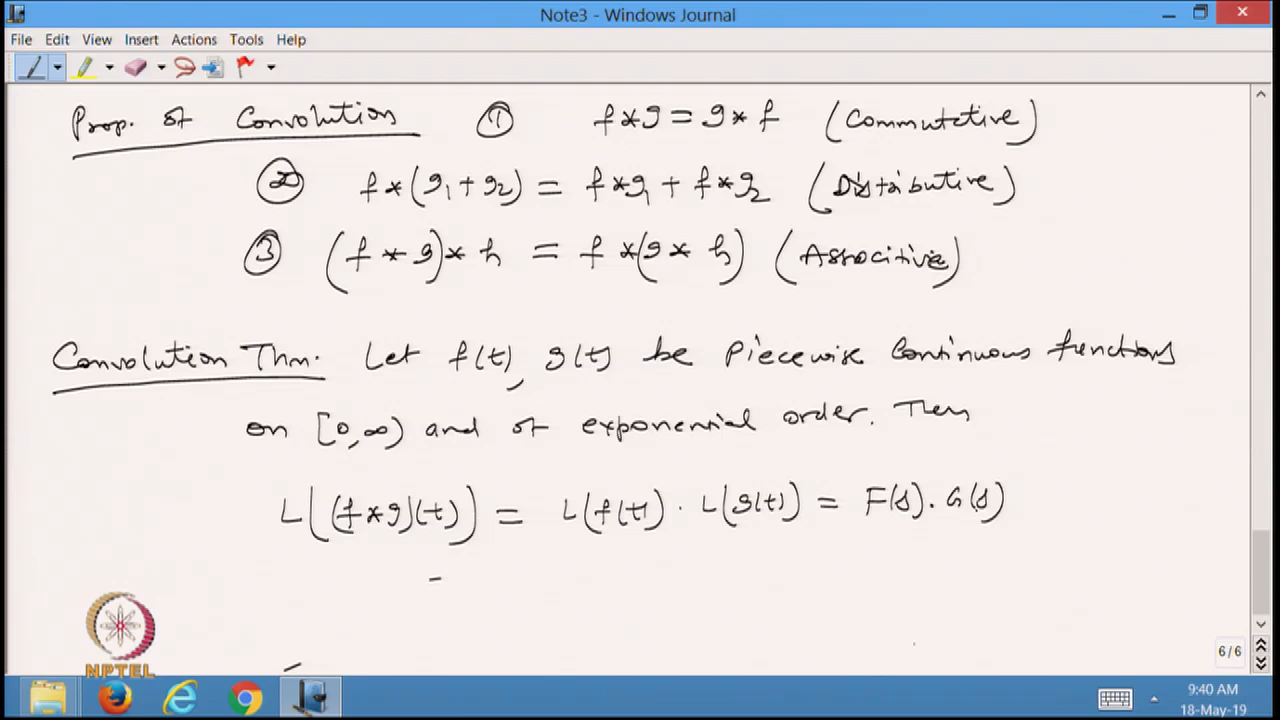 Note3 - Windows Journal
File Edit View Insert Actions Tools Help
Prop. of Convolution ① f*g = g*f (Commutative)
② f*(g₁+g₂) = f*g₁ + f*g₂ (Distributive)
③ (f*g)*h = f*(g*h) (Associtive)
Convolution Thm. Let f(t), g(t) be Piecewise Continuous functions
on [0,∞) and of exponential order. Then
L((f*g)(t)) = L(f(t)) · L(g(t)) = F(s). G(s)
NPTEL
6/6
9:40 AM
18-May-19